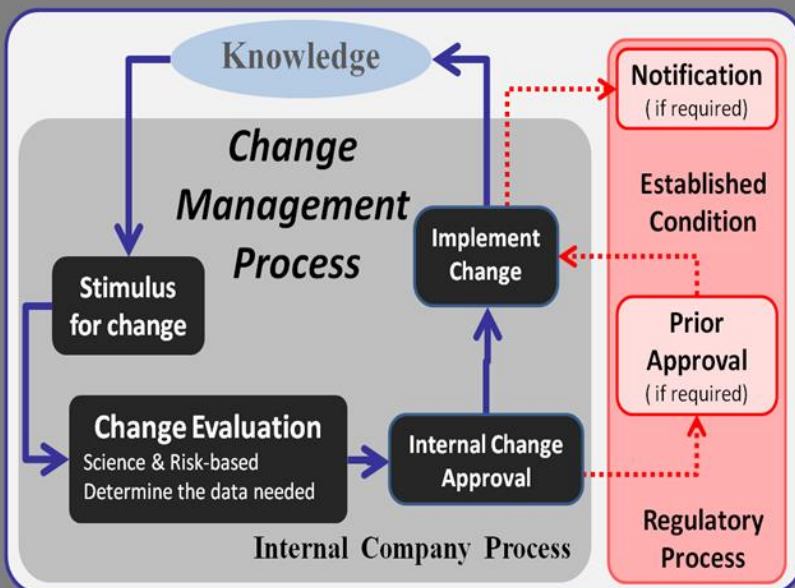 Knowledge
Change
Management
Process
Stimulus
for change
Change Evaluation
Science & Risk-based
Determine the data needed
Internal Change
Approval
Implement
Change
Internal Company Process
Notification
( if required)
Established
Condition
Prior
Approval
( if required)
Regulatory
Process